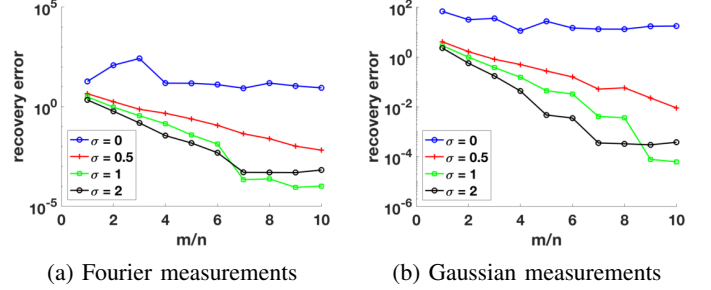 10^5
10^0
10^-5
recovery error
σ = 0
σ = 0.5
σ = 1
σ = 2
0 2 4 6 8 10
m/n
(a) Fourier measurements
10^2
10^0
10^-2
10^-4
10^-6
recovery error
σ = 0
σ = 0.5
σ = 1
σ = 2
0 2 4 6 8 10
m/n
(b) Gaussian measurements